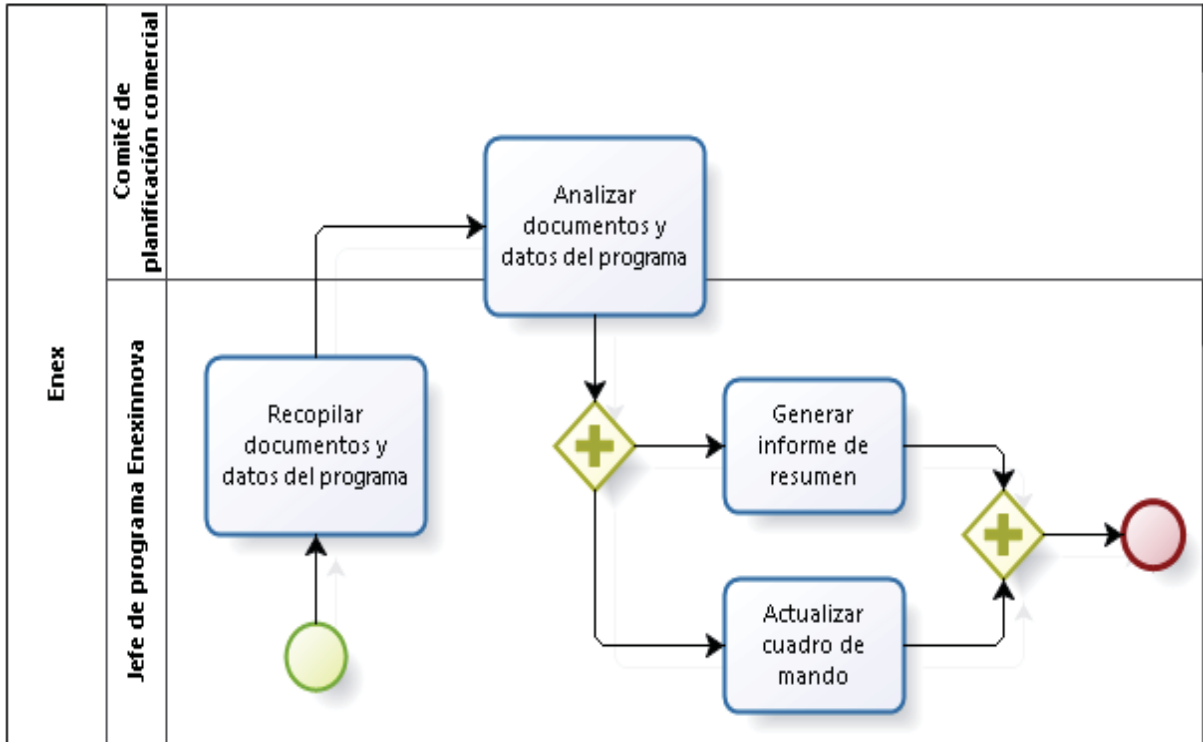 Enex
Comité de
planificación comercial
Jefe de programa Enexinnova
Analizar
documentos y
datos del programa
Recopilar
documentos y
datos del programa
Generar
informe de
resumen
Actualizar
cuadro de
mando